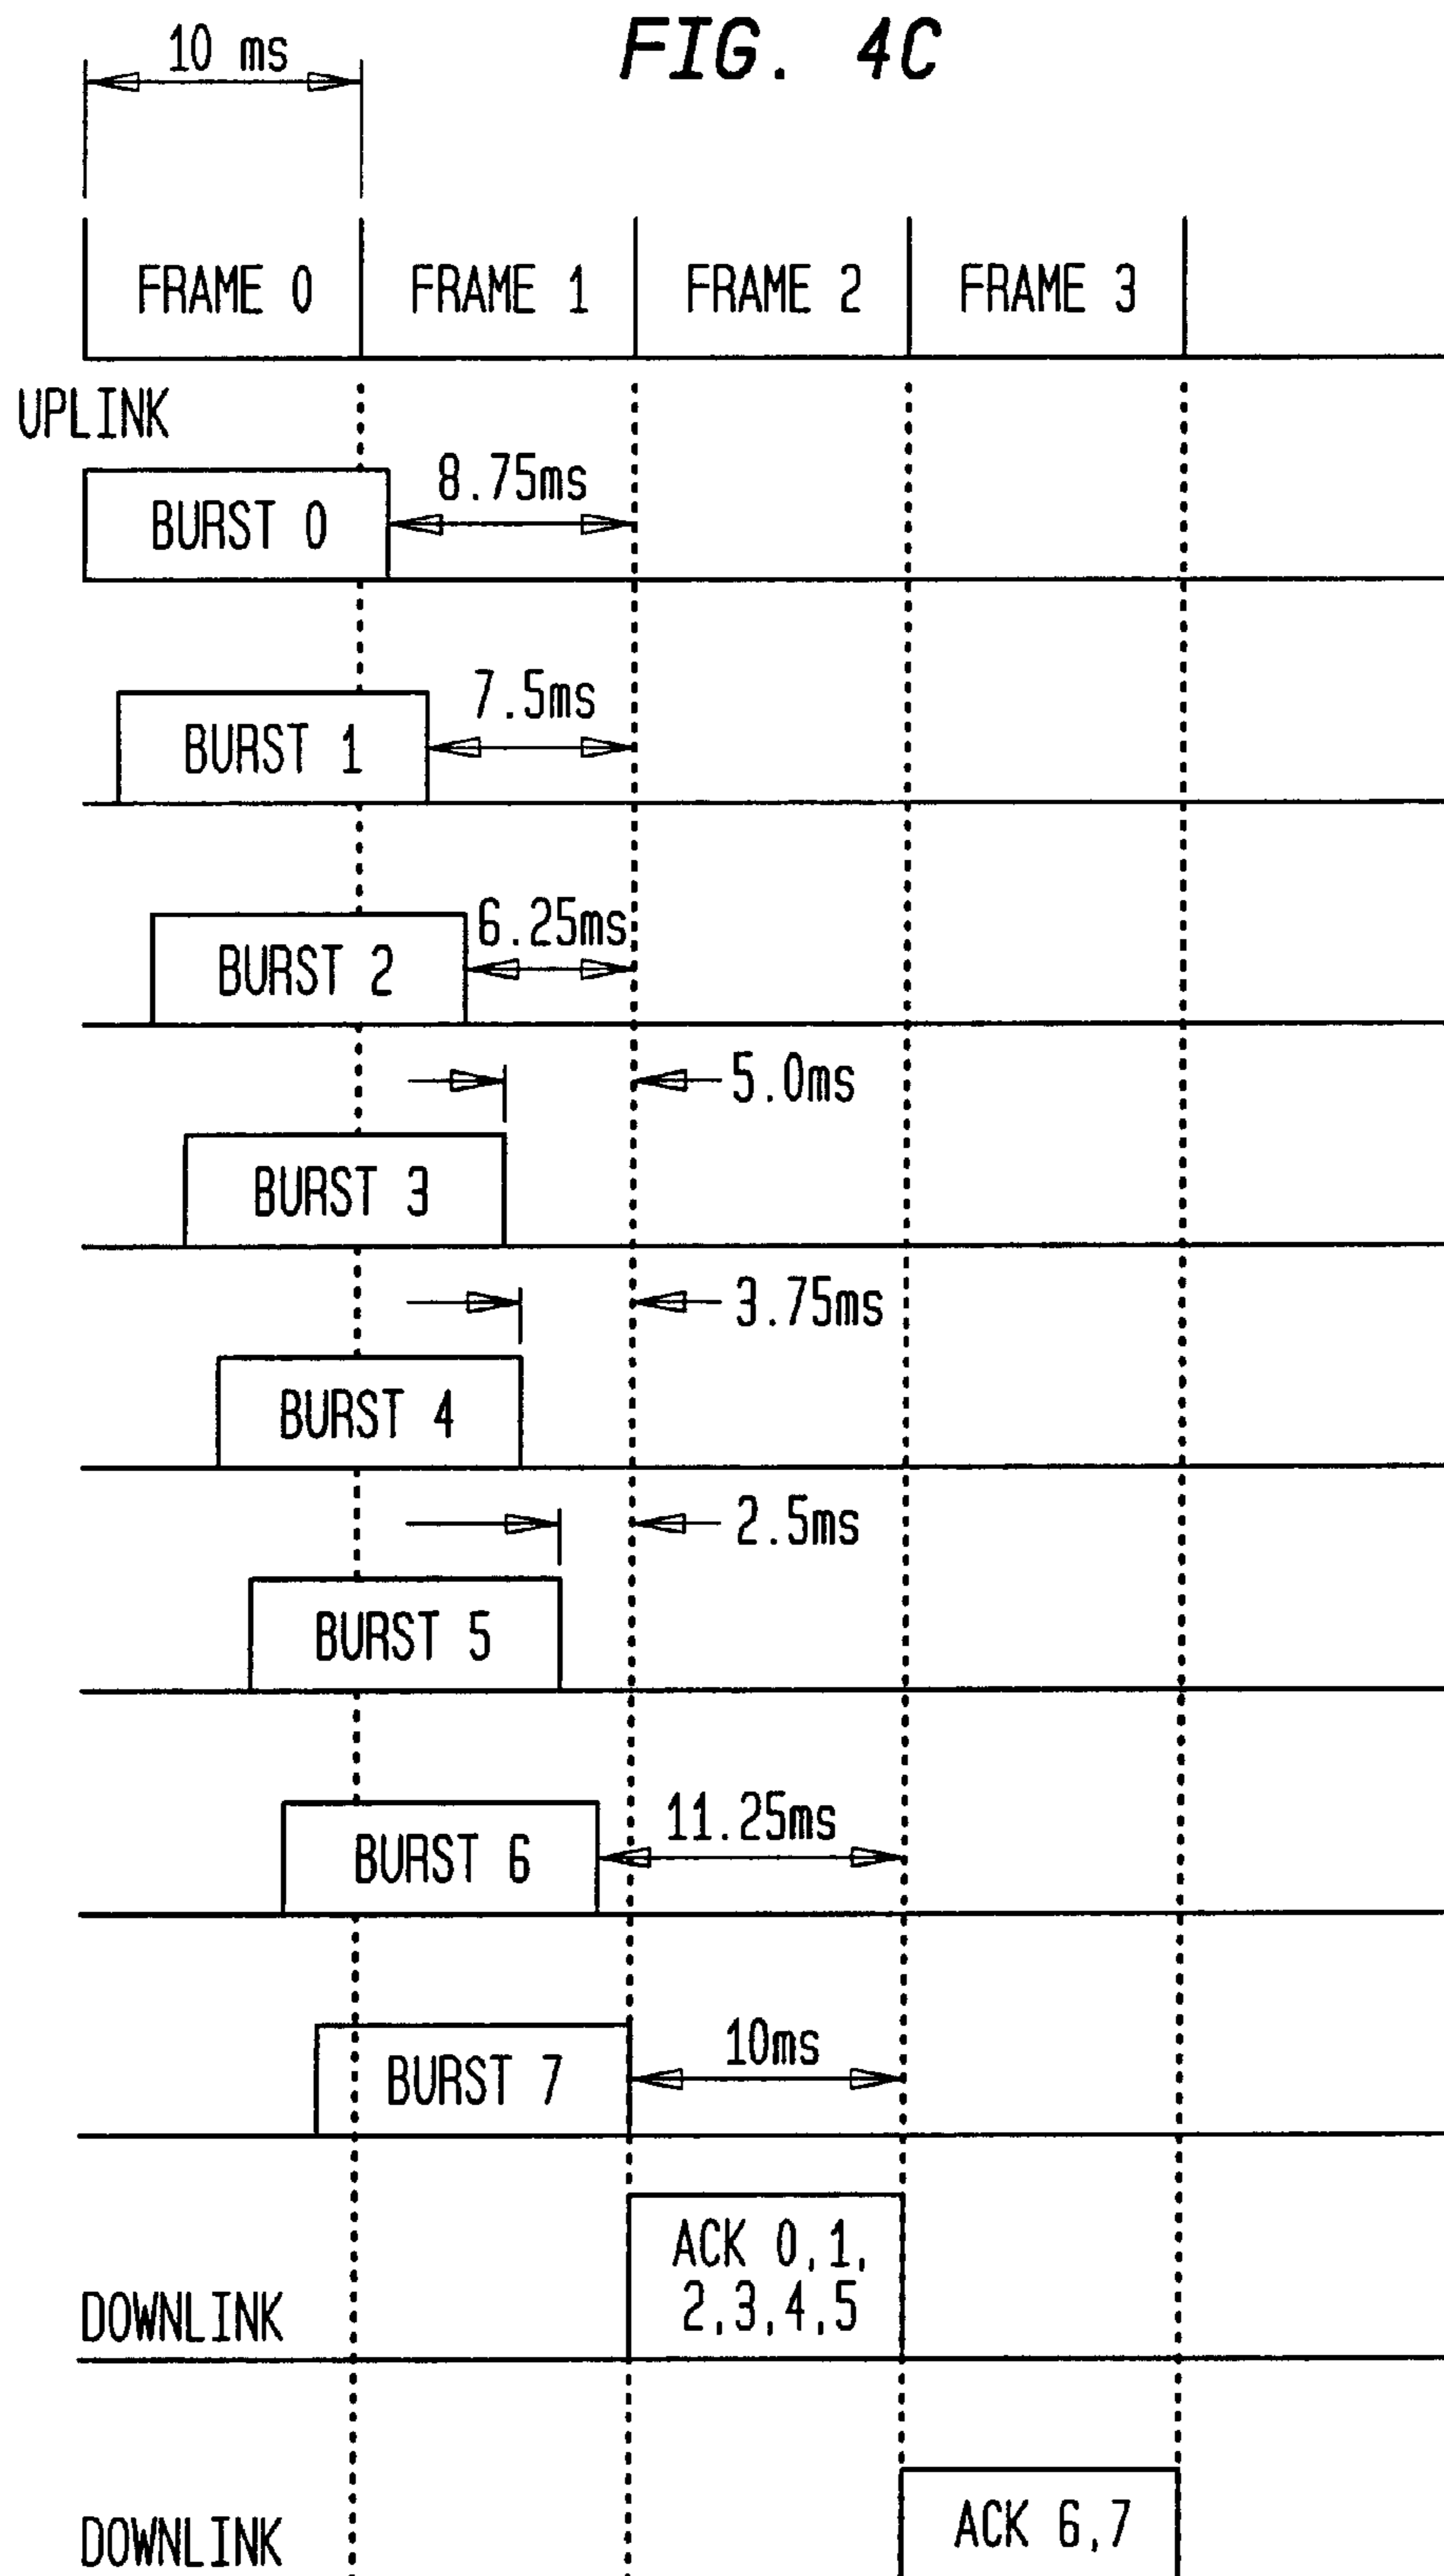 FIG. 4C
10 ms
FRAME 0 FRAME 1 FRAME 2 FRAME 3
UPLINK
8.75ms
BURST 0
7.5ms
BURST 1
6.25ms
BURST 2
5.0ms
BURST 3
3.75ms
BURST 4
2.5ms
BURST 5
11.25ms
BURST 6
10ms
BURST 7
ACK 0,1,
2,3,4,5
DOWNLINK
ACK 6,7
DOWNLINK